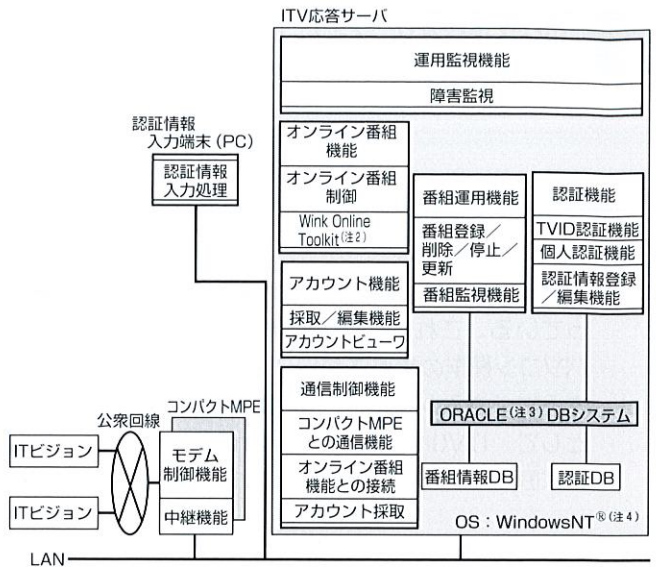 ITV応答サーバ
運用監視機能
障害監視
認証情報
入力端末(PC)
認証情報
入力処理
オンライン番組
機能
オンライン番組
制御
Wink Online
Toolkit(注2)
アカウント機能
採取/編集機能
アカウントビューワ
番組運用機能
番組登録/
削除/停止/
更新
番組監視機能
認証機能
TVID認証機能
個人認証機能
認証情報登録
/編集機能
通信制御機能
コンパクトMPE
との通信機能
オンライン番組
機能との接続
アカウント採取
ORACLE(注3)DBシステム
番組情報DB
認証DB
OS:WindowsNT®(注4)
コンパクトMPE
公衆回線
ITビジョン
ITビジョン
モデム
制御機能
中継機能
LAN